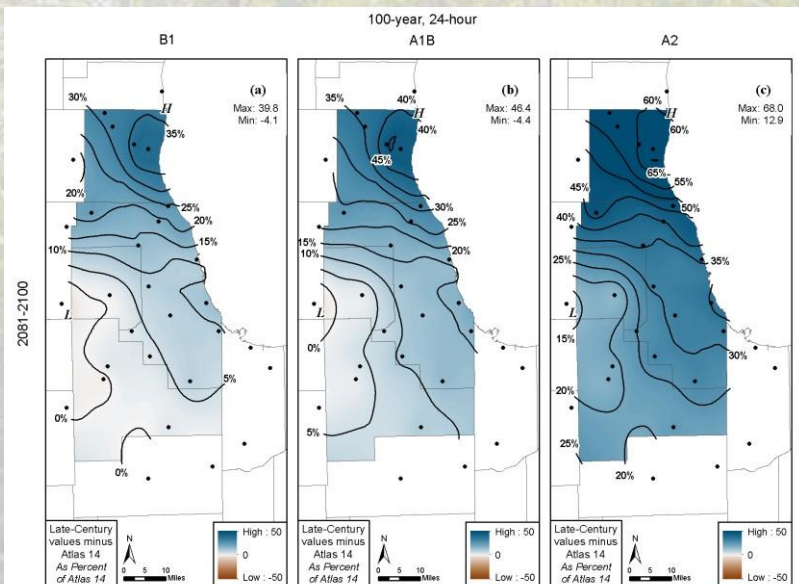 100-year, 24-hour
B1
A1B
A2
2081-2100
(a)
Max: 39.8
Min: -4.1
30%
H
35%
20%
25%
20%
15%
10%
L
5%
0%
0%
Late-Century
values minus
Atlas 14
As Percent
of Atlas 14
N
0 5 10
Miles
High : 50
0
Low : -50
(b)
Max: 46.4
Min: -4.4
35%
40%
H
40%
45%
30%
25%
15%
20%
10%
L
0%
5%
Late-Century
values minus
Atlas 14
As Percent
of Atlas 14
N
0 5 10
Miles
High : 50
0
Low : -50
(c)
Max: 68.0
Min: 12.9
60%
H
60%
65%
55%
45%
50%
40%
35%
25%
L
15%
30%
20%
25%
20%
Late-Century
values minus
Atlas 14
As Percent
of Atlas 14
N
0 5 10
Miles
High : 50
0
Low : -50